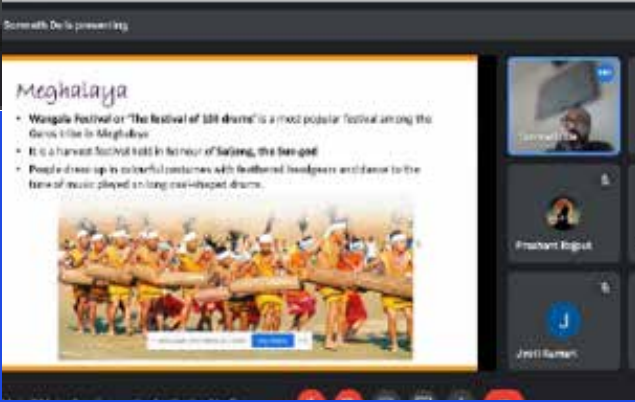 Somnath De is presenting
Meghalaya
• Wangala Festival or 'The festival of 100 drums' is a most popular festival among the
Garos tribe in Meghalaya
• It is a harvest festival held in honour of Saljong, the Sun-god
• People dress up in colourful costumes with feathered headgears and dance to the
tune of music played on long oval-shaped drums.
Prashant Rajput
J
Jyoti Kumari